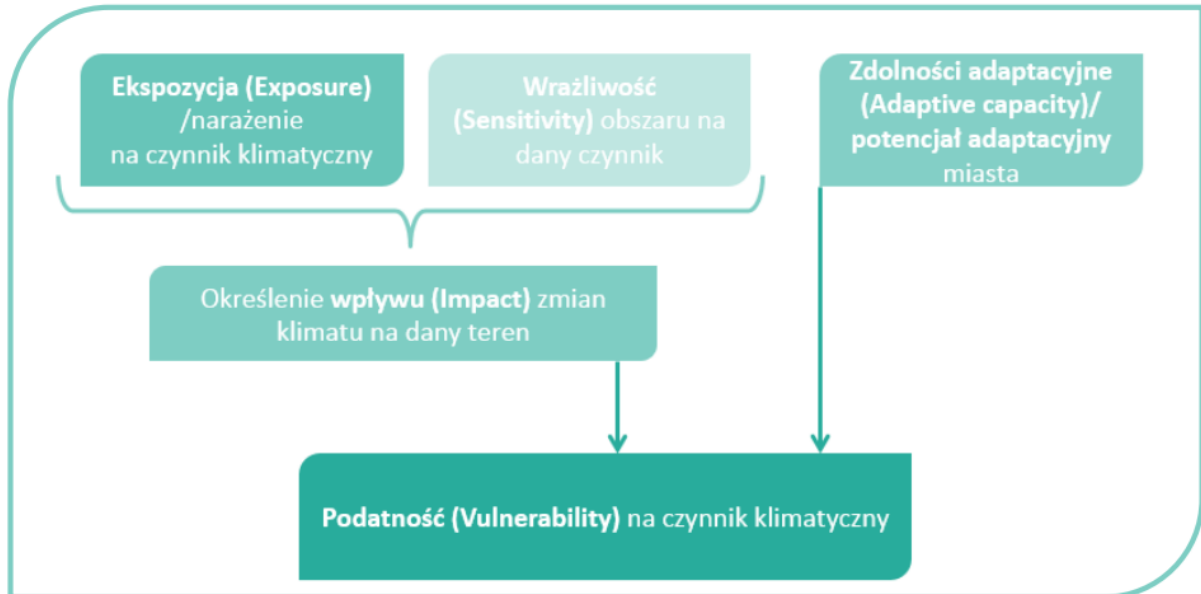 Ekspozycja (Exposure)
/narażenie
na czynnik klimatyczny
Wrażliwość
(Sensitivity) obszaru na
dany czynnik
Zdolności adaptacyjne
(Adaptive capacity)/
potencjał adaptacyjny
miasta
Określenie wpływu (Impact) zmian
klimatu na dany teren
Podatność (Vulnerability) na czynnik klimatyczny